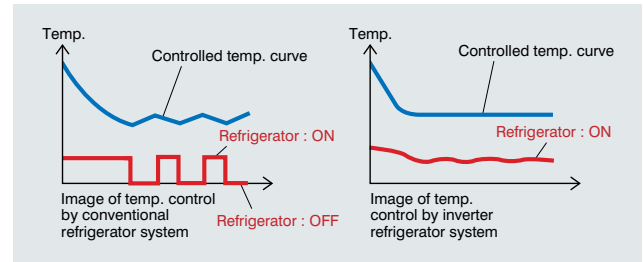 Temp.
Controlled temp. curve
Refrigerator : ON
Refrigerator : OFF
Image of temp. control
by conventional
refrigerator system
Temp.
Controlled temp. curve
Refrigerator : ON
Image of temp.
control by inverter
refrigerator system